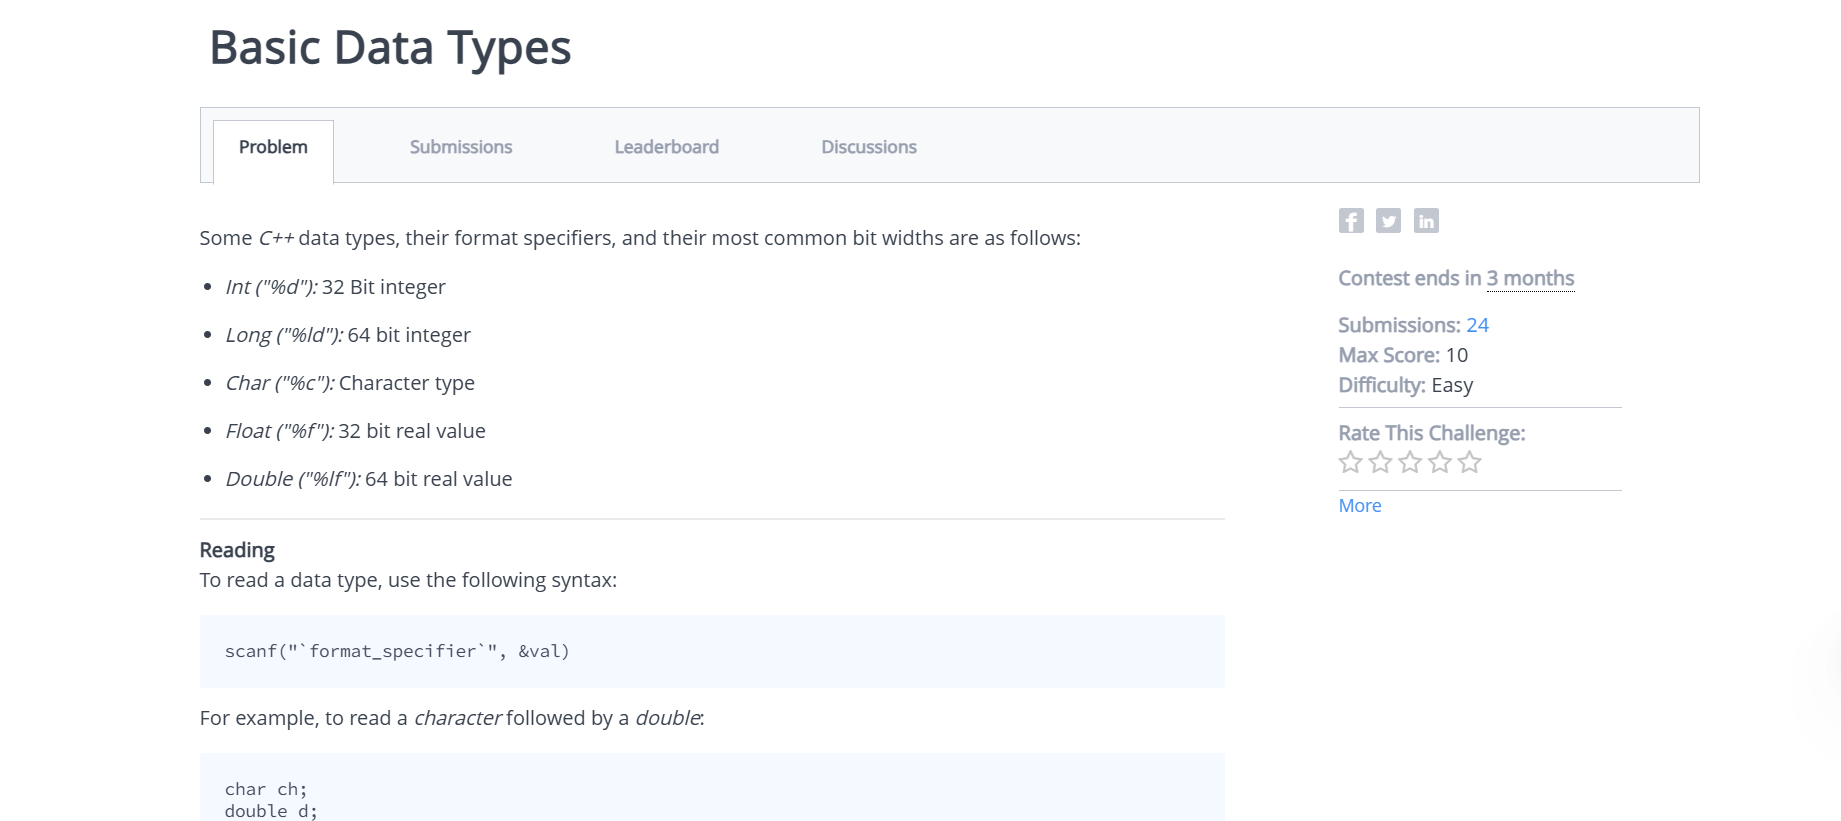 Basic Data Types
Problem
Submissions
Leaderboard
Discussions
Some C++ data types, their format specifiers, and their most common bit widths are as follows:
Int ("%d"): 32 Bit integer
Long ("%ld"): 64 bit integer
Char ("%c"): Character type
Float ("%f"): 32 bit real value
Double ("%lf"): 64 bit real value
Reading
To read a data type, use the following syntax:
scanf("`format_specifier`", &val)
For example, to read a character followed by a double:
char ch;
double d;
Contest ends in 3 months
Submissions: 24
Max Score: 10
Difficulty: Easy
Rate This Challenge:
More